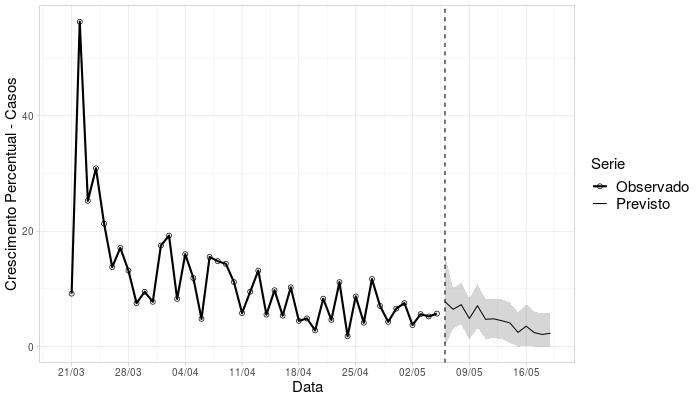 Crescimento Percentual - Casos
40
20
0
21/03 28/03 04/04 11/04 18/04 25/04 02/05 09/05 16/05
Data
Serie
Observado
Previsto